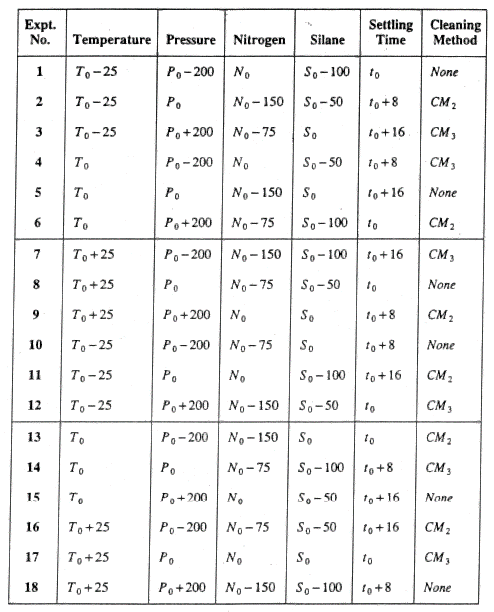 Expt. No. Temperature Pressure Nitrogen Silane Settling Time Cleaning Method
1 T₀−25 P₀−200 N₀ S₀−100 t₀ None
2 T₀−25 P₀ N₀−150 S₀−50 t₀+8 CM₂
3 T₀−25 P₀+200 N₀−75 S₀ t₀+16 CM₃
4 T₀ P₀−200 N₀ S₀−50 t₀+8 CM₃
5 T₀ P₀ N₀−150 S₀ t₀+16 None
6 T₀ P₀+200 N₀−75 S₀−100 t₀ CM₂
7 T₀+25 P₀−200 N₀−150 S₀−100 t₀+16 CM₃
8 T₀+25 P₀ N₀−75 S₀−50 t₀ None
9 T₀+25 P₀+200 N₀ S₀ t₀+8 CM₂
10 T₀−25 P₀−200 N₀−75 S₀ t₀+8 None
11 T₀−25 P₀ N₀ S₀−100 t₀+16 CM₂
12 T₀−25 P₀+200 N₀−150 S₀−50 t₀ CM₃
13 T₀ P₀−200 N₀−150 S₀ t₀ CM₂
14 T₀ P₀ N₀−75 S₀−100 t₀+8 CM₃
15 T₀ P₀+200 N₀ S₀−50 t₀+16 None
16 T₀+25 P₀−200 N₀−75 S₀−50 t₀+16 CM₂
17 T₀+25 P₀ N₀ S₀ t₀ CM₃
18 T₀+25 P₀+200 N₀−150 S₀−100 t₀+8 None